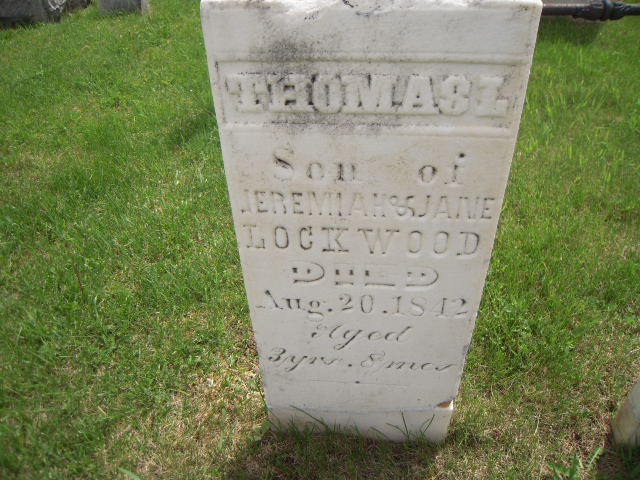 THOMAS L
Son of
JEREMIAH & JANE
LOCKWOOD
DIED
Aug. 20. 1842
Aged
3 yrs. 8 mos